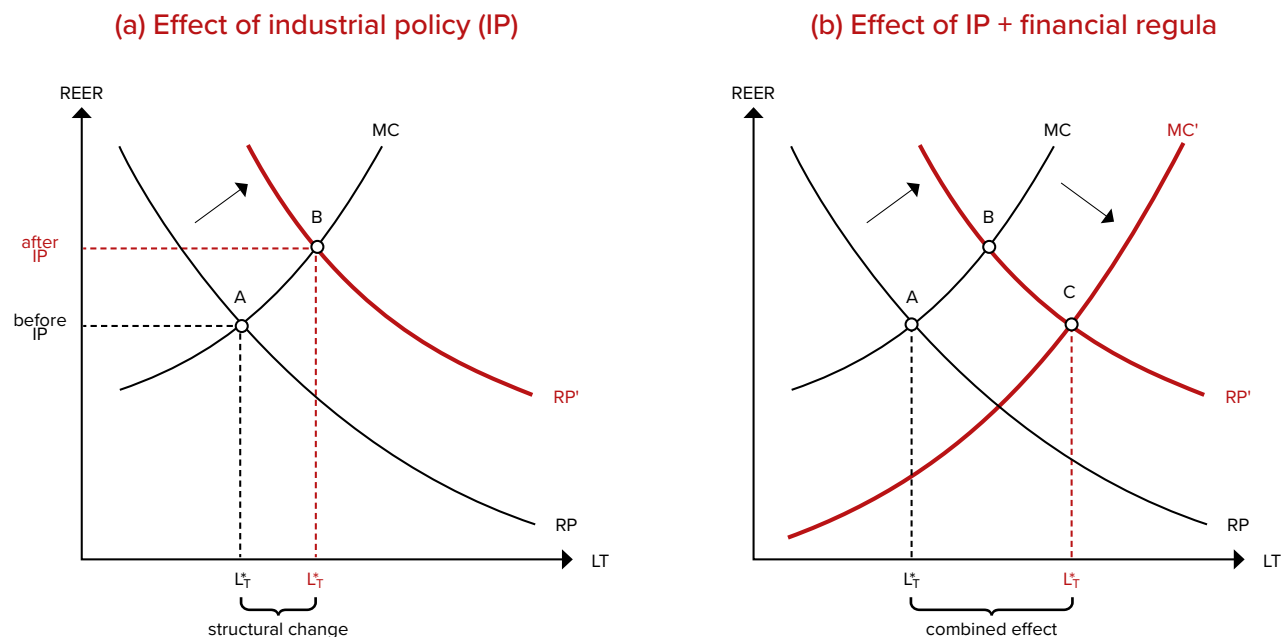 (a) Effect of industrial policy (IP)
REER
MC
B
after
IP
A
before
IP
RP'
RP
LT
L*T
L*T
structural change
(b) Effect of IP + financial regula
REER
MC
MC'
B
A
C
RP'
RP
LT
L*T
L*T
combined effect